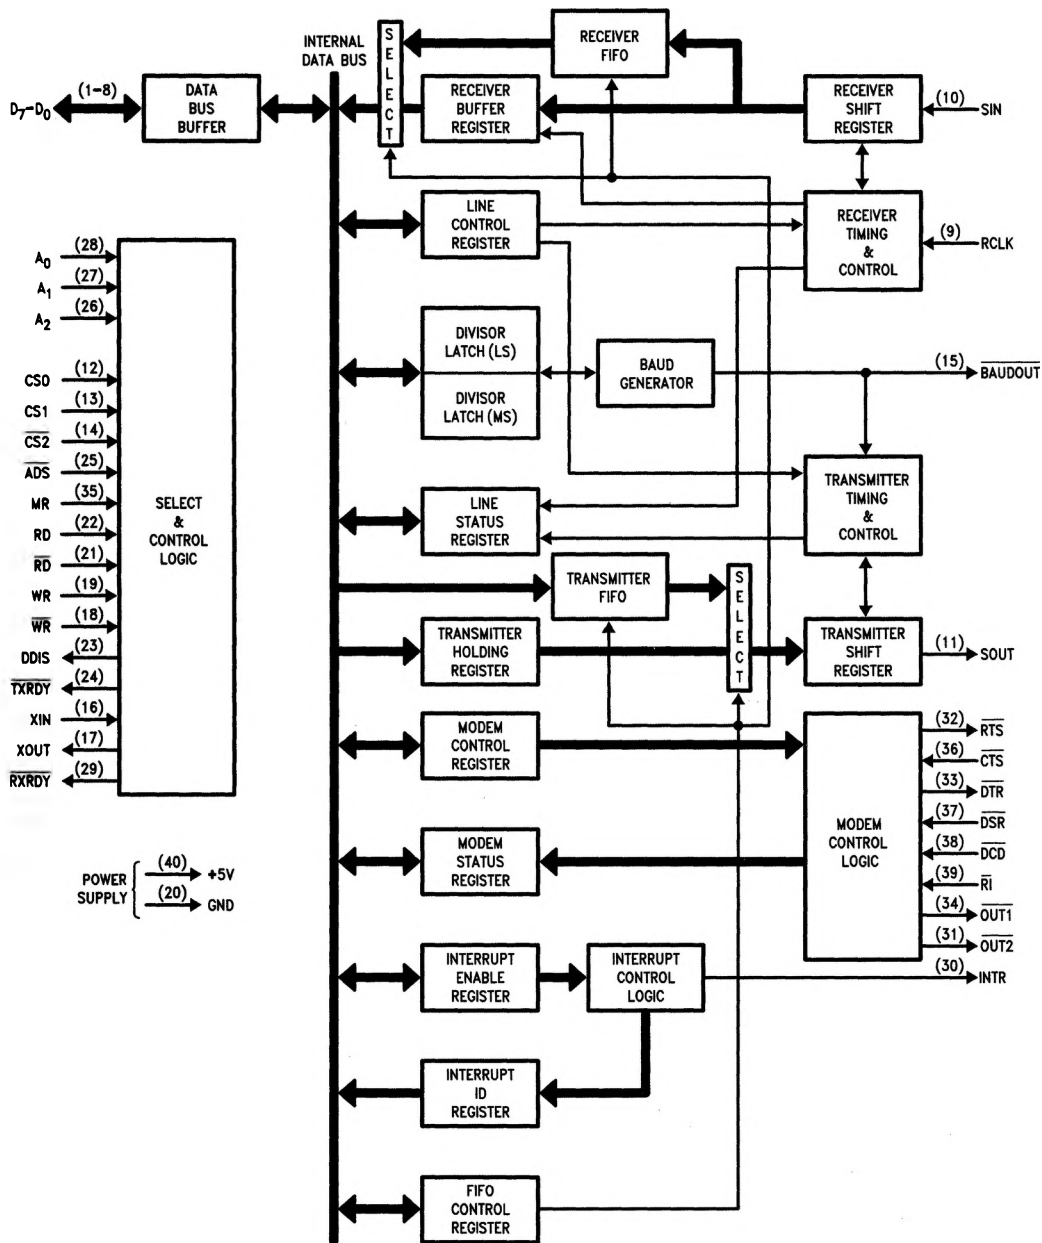 INTERNAL
DATA BUS
SELECT
RECEIVER
FIFO
D7–D0
(1–8)
DATA
BUS
BUFFER
RECEIVER
BUFFER
REGISTER
RECEIVER
SHIFT
REGISTER
(10)
SIN
LINE
CONTROL
REGISTER
RECEIVER
TIMING
&
CONTROL
(9)
RCLK
A0
(28)
A1
(27)
A2
(26)
CS0
(12)
CS1
(13)
CS2
(14)
ADS
(25)
MR
(35)
RD
(22)
RD
(21)
WR
(19)
WR
(18)
DDIS
(23)
TXRDY
(24)
XIN
(16)
XOUT
(17)
RXRDY
(29)
SELECT
&
CONTROL
LOGIC
DIVISOR
LATCH (LS)
DIVISOR
LATCH (MS)
BAUD
GENERATOR
(15)
BAUDOUT
LINE
STATUS
REGISTER
TRANSMITTER
TIMING
&
CONTROL
TRANSMITTER
FIFO
SELECT
TRANSMITTER
HOLDING
REGISTER
TRANSMITTER
SHIFT
REGISTER
(11)
SOUT
MODEM
CONTROL
REGISTER
MODEM
CONTROL
LOGIC
(32)
RTS
(36)
CTS
(33)
DTR
(37)
DSR
(38)
DCD
(39)
RI
(34)
OUT1
(31)
OUT2
MODEM
STATUS
REGISTER
POWER
SUPPLY
(40)
+5V
(20)
GND
INTERRUPT
ENABLE
REGISTER
INTERRUPT
CONTROL
LOGIC
(30)
INTR
INTERRUPT
ID
REGISTER
FIFO
CONTROL
REGISTER